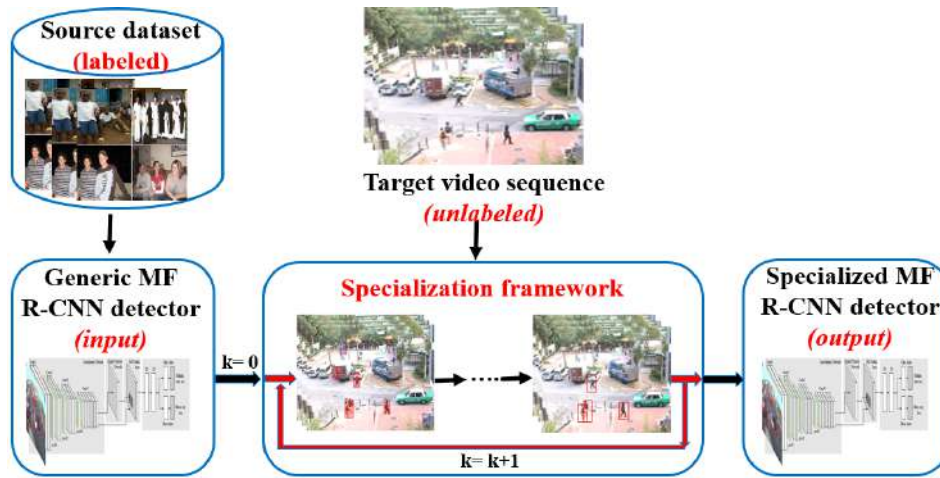 Source dataset
(labeled)
Target video sequence
(unlabeled)
Generic MF
R-CNN detector
(input)
k= 0
Specialization framework
k= k+1
Specialized MF
R-CNN detector
(output)